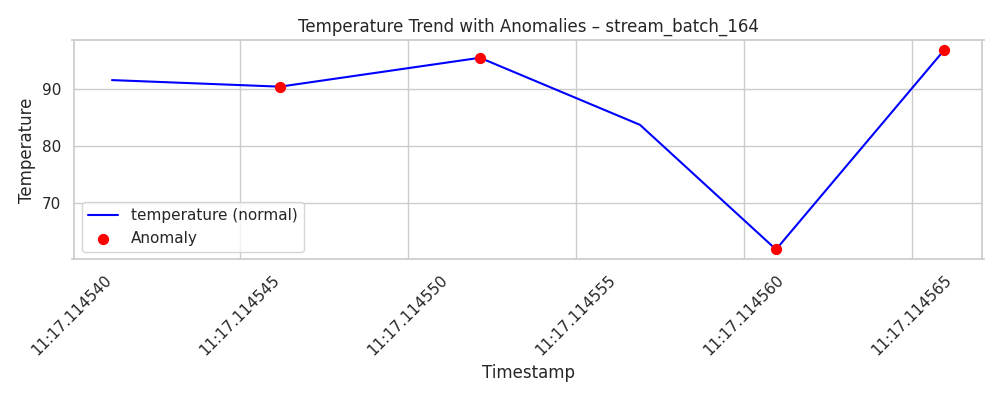 Temperature Trend with Anomalies – stream_batch_164
Temperature
90
80
70
temperature (normal)
Anomaly
11:17.114540
11:17.114545
11:17.114550
11:17.114555
11:17.114560
11:17.114565
Timestamp